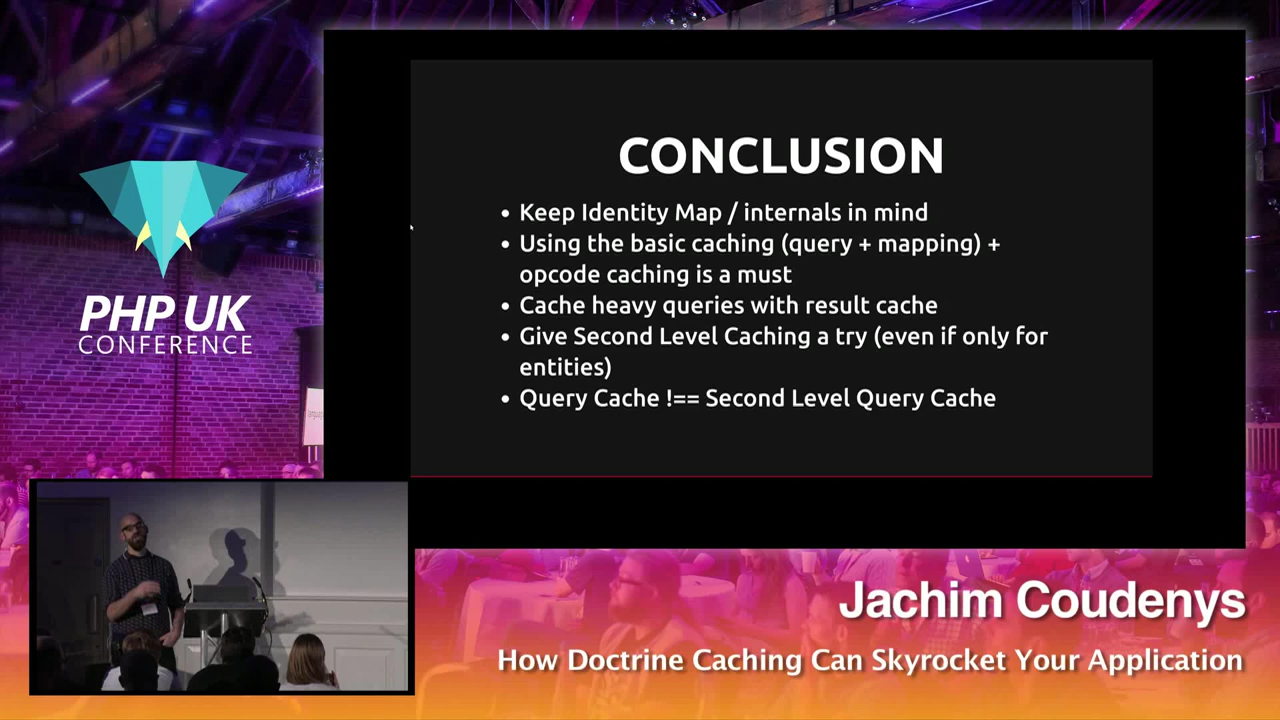 CONCLUSION
• Keep Identity Map / internals in mind
• Using the basic caching (query + mapping) +
opcode caching is a must
• Cache heavy queries with result cache
• Give Second Level Caching a try (even if only for
entities)
• Query Cache !== Second Level Query Cache
PHP UK
CONFERENCE
Jachim Coudenys
How Doctrine Caching Can Skyrocket Your Application